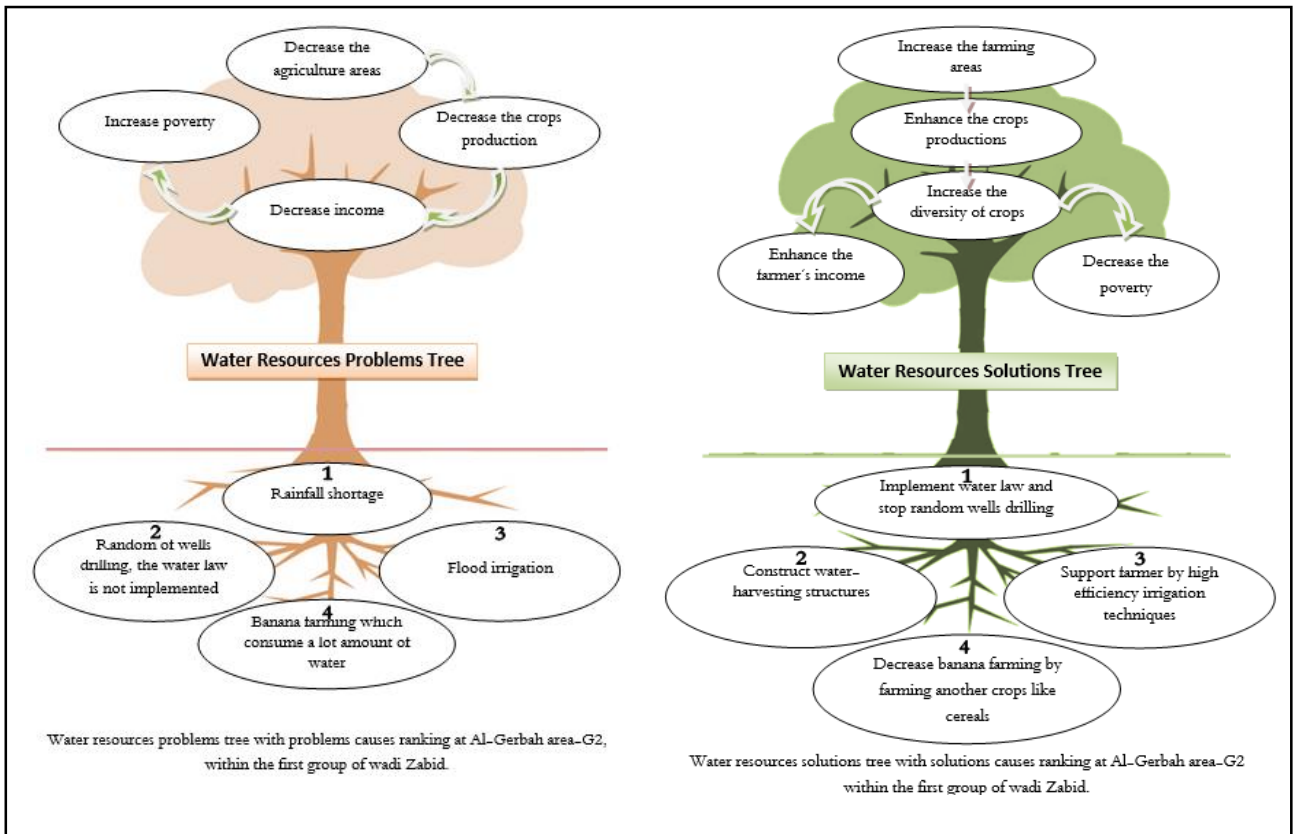 Decrease the
agriculture areas
Increase poverty
Decrease the crops
production
Decrease income
Water Resources Problems Tree
1
Rainfall shortage
2
Random of wells
drilling, the water law
is not implemented
3
Flood irrigation
4
Banana farming which
consume a lot amount of
water
Water resources problems tree with problems causes ranking at Al-Gerbah area-G2,
within the first group of wadi Zabid.
Increase the farming
areas
Enhance the crops
productions
Increase the
diversity of crops
Enhance the
farmer´s income
Decrease the
poverty
Water Resources Solutions Tree
1
Implement water law and
stop random wells drilling
2
Construct water-
harvesting structures
3
Support farmer by high
efficiency irrigation
techniques
4
Decrease banana farming by
farming another crops like
cereals
Water resources solutions tree with solutions causes ranking at Al-Gerbah area-G2
within the first group of wadi Zabid.